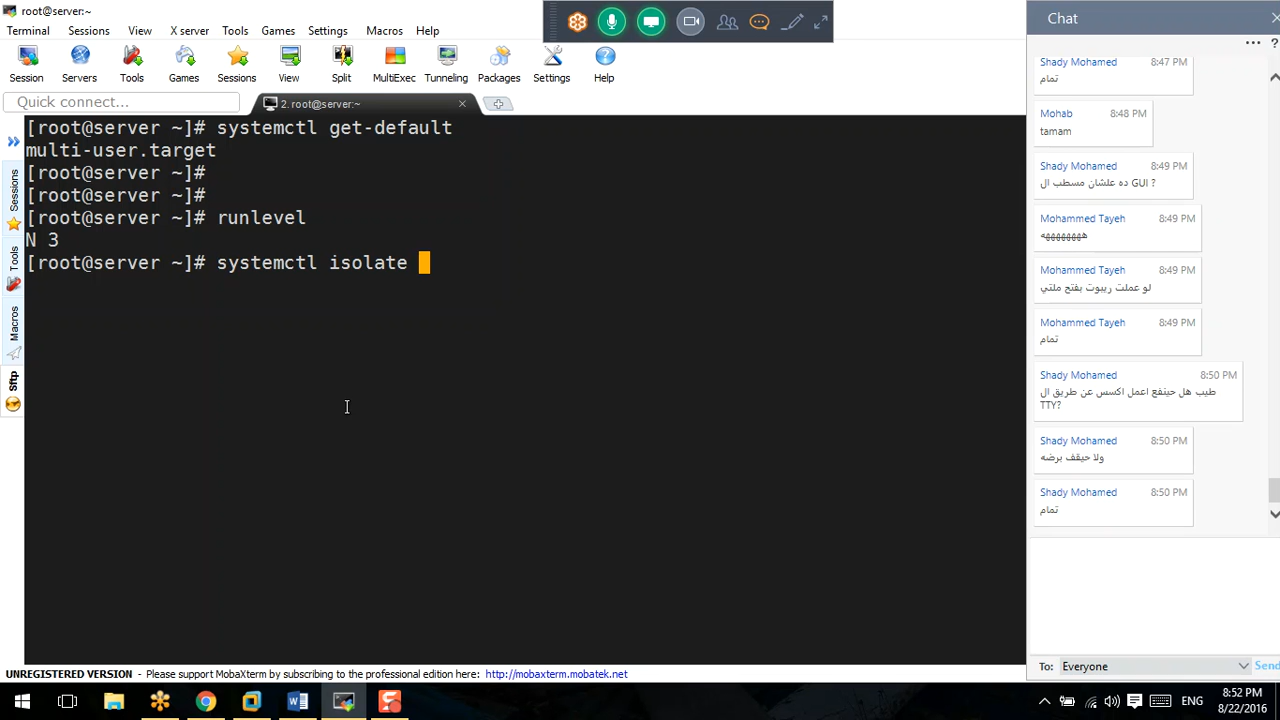 root@server:~
Terminal Sessions View X server Tools Games Settings Macros Help
Session Servers Tools Games Sessions View Split MultiExec Tunneling Packages Settings Help
Quick connect...
2. root@server:~
[root@server ~]# systemctl get-default
multi-user.target
[root@server ~]#
[root@server ~]#
[root@server ~]# runlevel
N 3
[root@server ~]# systemctl isolate
Sessions
Tools
Macros
Sftp
UNREGISTERED VERSION - Please support MobaXterm by subscribing to the professional edition here: http://mobaxterm.mobatek.net
Chat
Shady Mohamed 8:47 PM
تمام
Mohab 8:48 PM
tamam
Shady Mohamed 8:49 PM
ده علشان مسطب ال GUI ?
Mohammed Tayeh 8:49 PM
ههههههههه
Mohammed Tayeh 8:49 PM
لو عملت ريبوت بفتح ملتي
Mohammed Tayeh 8:49 PM
تمام
Shady Mohamed 8:50 PM
طيب هل حينفع اعمل اكسس عن طريق ال
TTY?
Shady Mohamed 8:50 PM
ولا حيقف برضه
Shady Mohamed 8:50 PM
تمام
To: Everyone Send
ENG
8:52 PM
8/22/2016